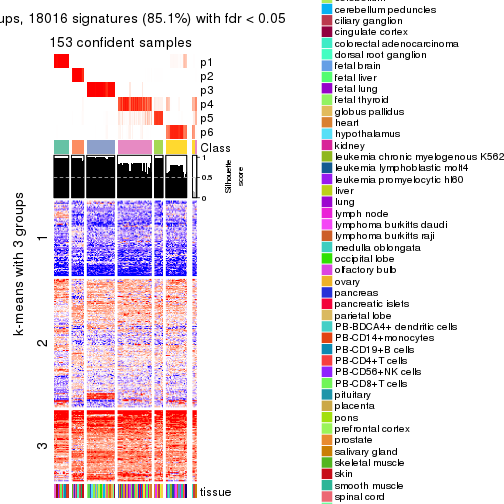 ups, 18016 signatures (85.1%) with fdr < 0.05
153 confident samples
p1
p2
p3
p4
p5
p6
Class
1
0.5
0
Silhouette
score
k-means with 3 groups
1
2
3
tissue
cerebellum peduncles
ciliary ganglion
cingulate cortex
colorectal adenocarcinoma
dorsal root ganglion
fetal brain
fetal liver
fetal lung
fetal thyroid
globus pallidus
heart
hypothalamus
kidney
leukemia chronic myelogenous K562
leukemia lymphoblastic molt4
leukemia promyelocytic hl60
liver
lung
lymph node
lymphoma burkitts daudi
lymphoma burkitts raji
medulla oblongata
occipital lobe
olfactory bulb
ovary
pancreas
pancreatic islets
parietal lobe
PB-BDCA4+ dendritic cells
PB-CD14+monocytes
PB-CD19+B cells
PB-CD4+T cells
PB-CD56+NK cells
PB-CD8+T cells
pituitary
placenta
pons
prefrontal cortex
prostate
salivary gland
skeletal muscle
skin
smooth muscle
spinal cord